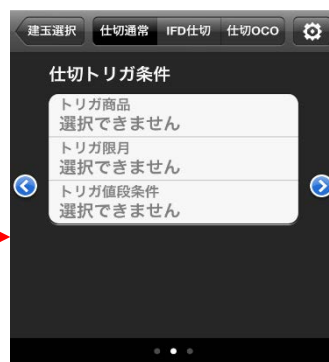 建玉選択 仕切通常 IFD仕切 仕切OCO
仕切トリガ条件
トリガ商品
選択できません
トリガ限月
選択できません
トリガ値段条件
選択できません